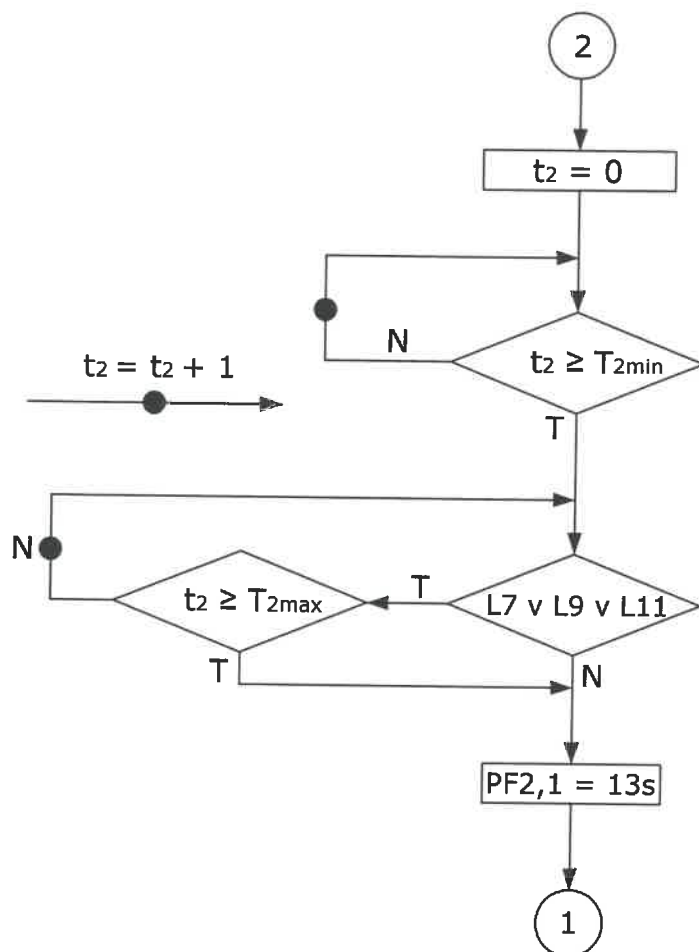 2
t₂ = 0
N
t₂ ≥ T₂min
t₂ = t₂ + 1
T
N
t₂ ≥ T₂max
T
L7 v L9 v L11
T
N
PF2,1 = 13s
1